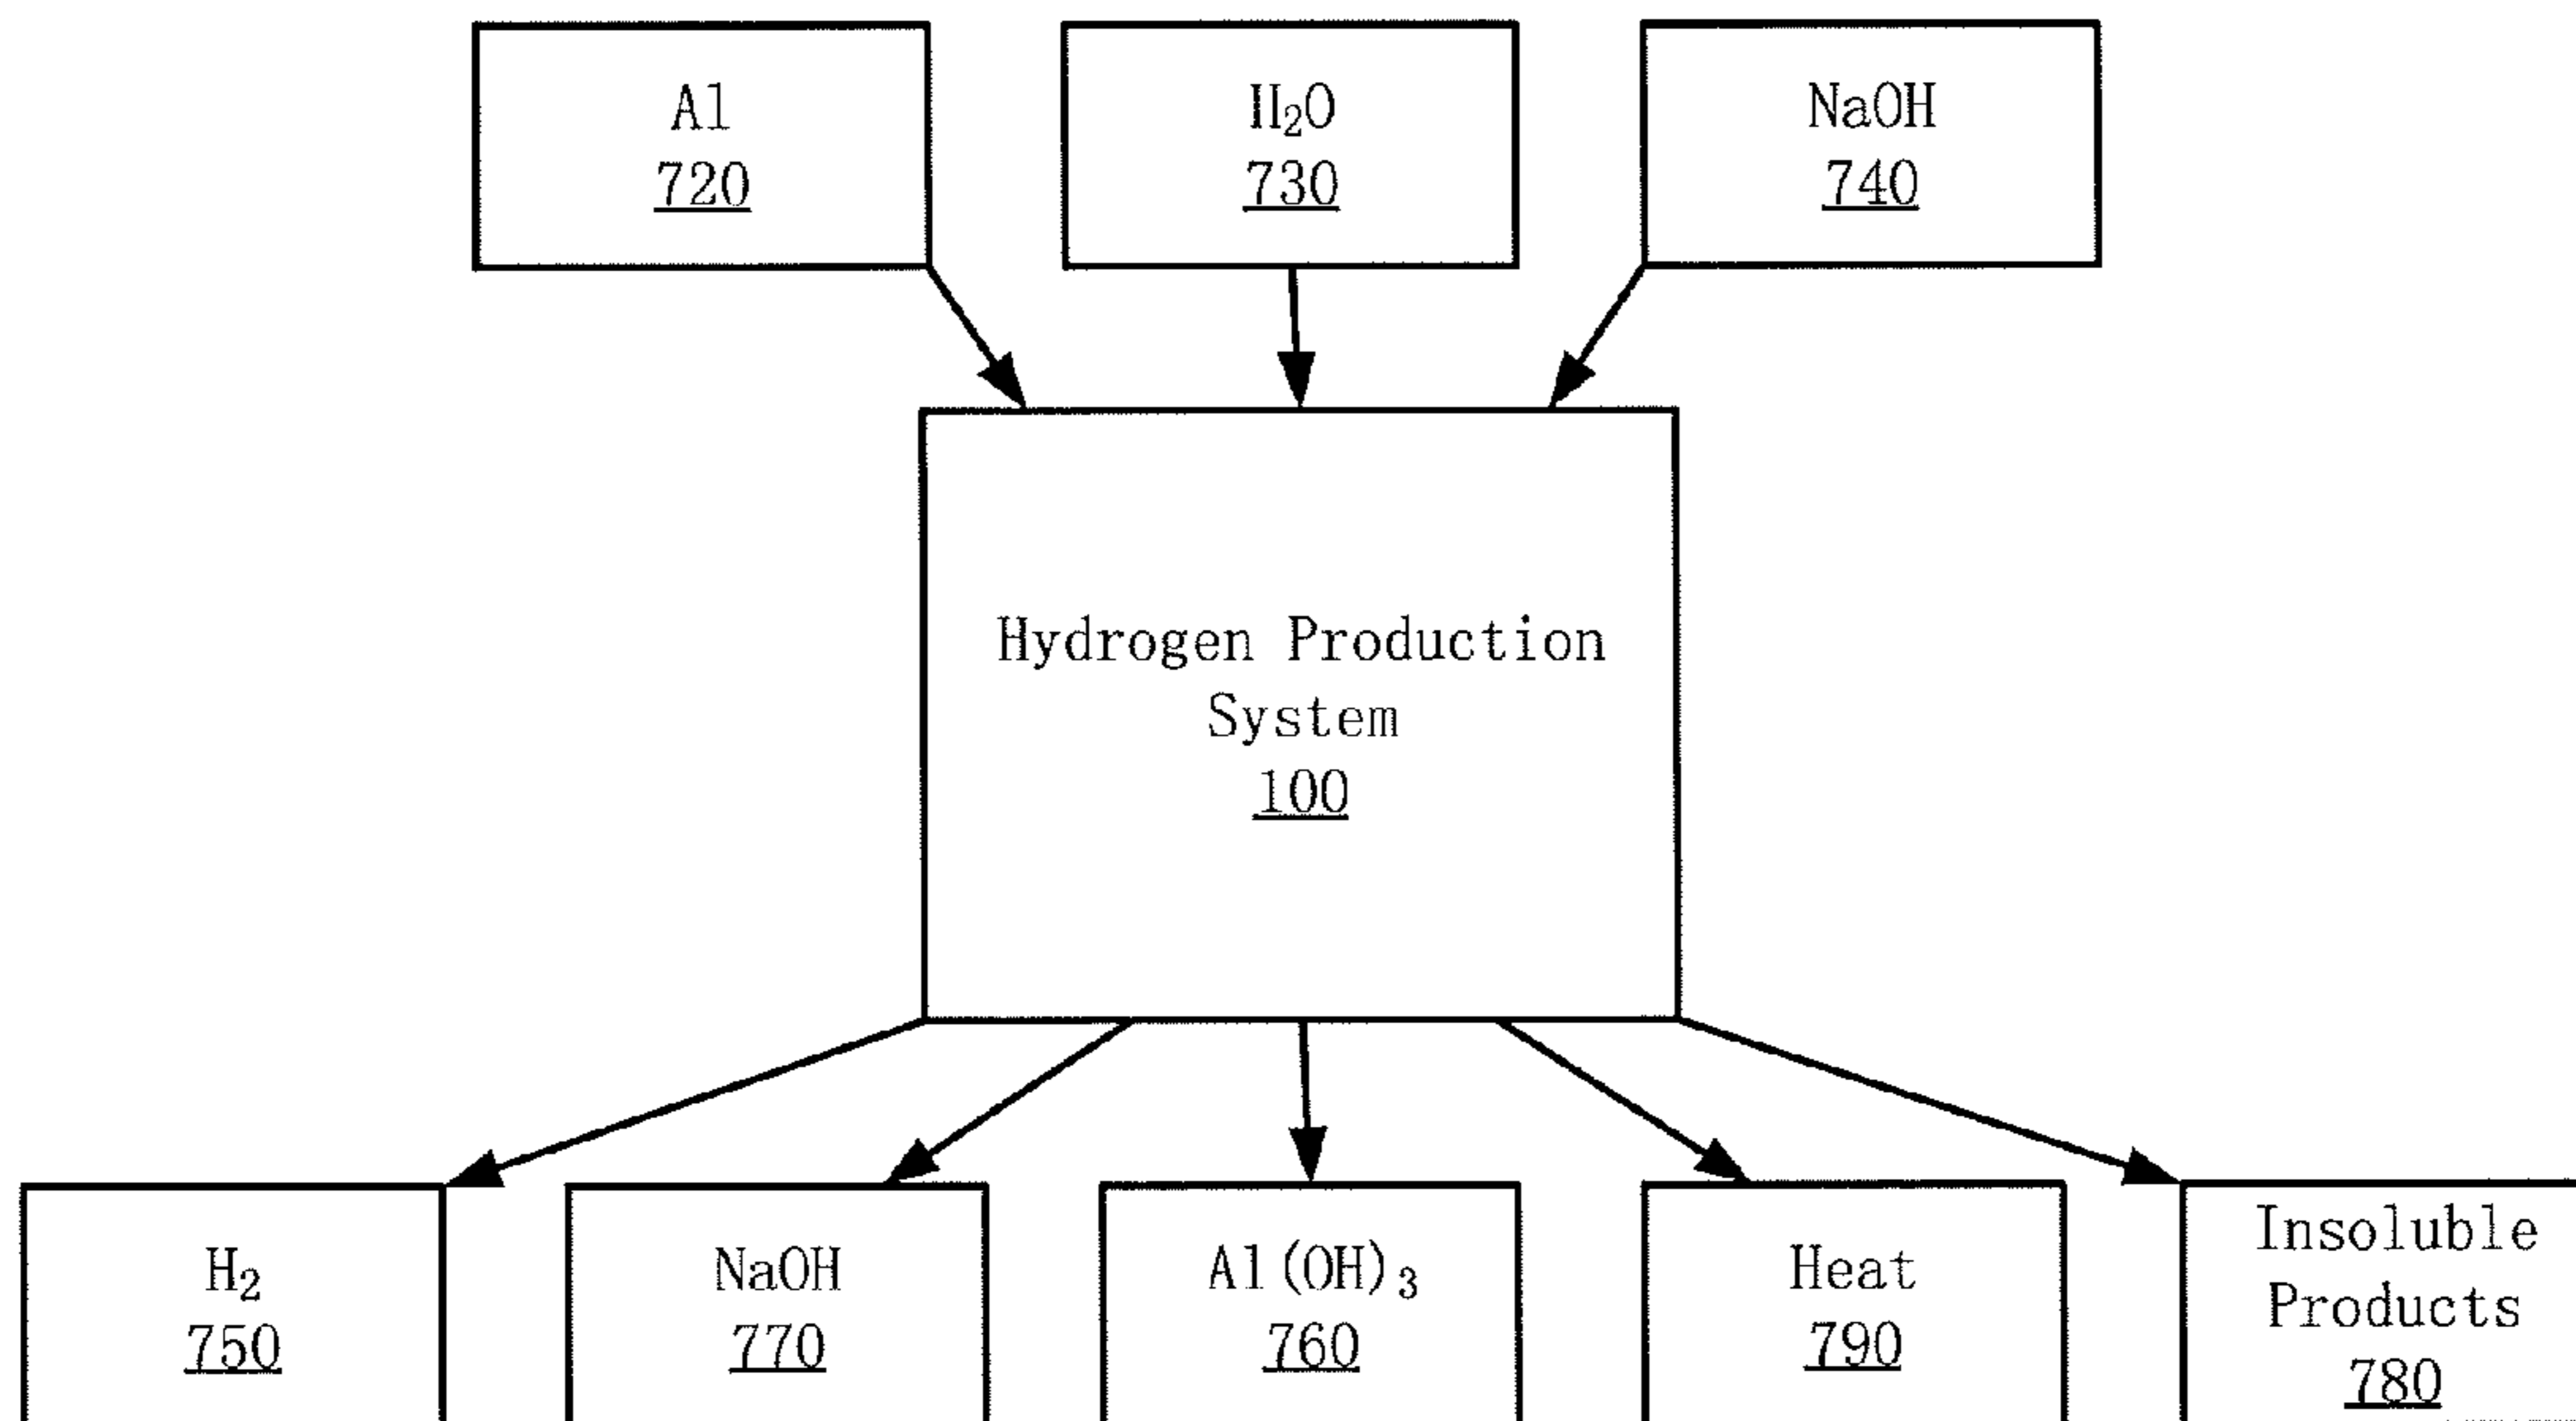 Al
720
H₂O
730
NaOH
740
Hydrogen Production
System
100
H₂
750
NaOH
770
Al(OH)₃
760
Heat
790
Insoluble
Products
780